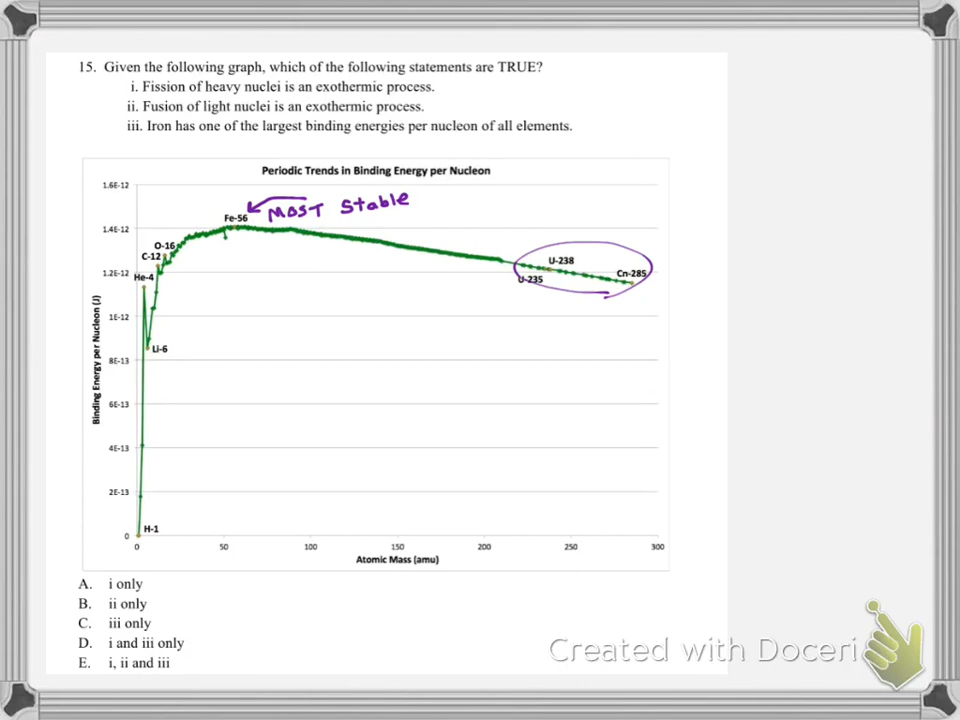 15. Given the following graph, which of the following statements are TRUE?
i. Fission of heavy nuclei is an exothermic process.
ii. Fusion of light nuclei is an exothermic process.
iii. Iron has one of the largest binding energies per nucleon of all elements.
Periodic Trends in Binding Energy per Nucleon
1.6E-12
MOST Stable
Fe-56
1.4E-12
O-16
C-12
U-238
1.2E-12
He-4
U-235
Cn-285
1E-12
Binding Energy per Nucleon (J)
Li-6
8E-13
6E-13
4E-13
2E-13
H-1
0
0 50 100 150 200 250 300
Atomic Mass (amu)
A. i only
B. ii only
C. iii only
D. i and iii only
E. i, ii and iii
Created with Doceri